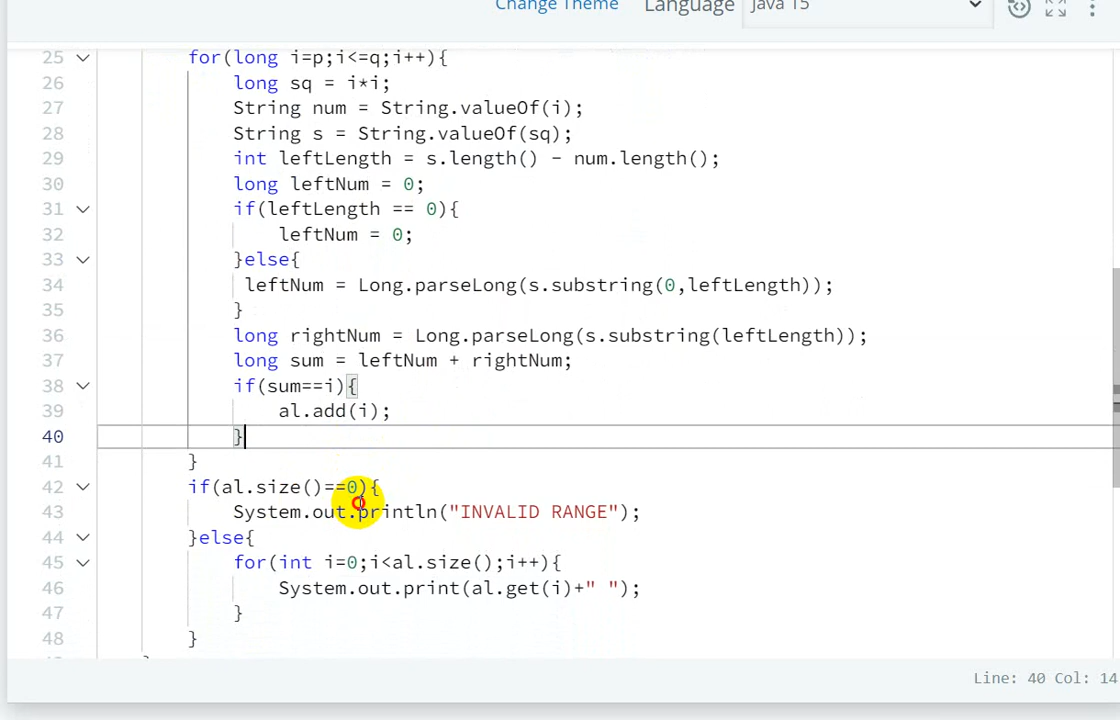 Change Theme Language Java 15
25 for(long i=p;i<=q;i++){
26 long sq = i*i;
27 String num = String.valueOf(i);
28 String s = String.valueOf(sq);
29 int leftLength = s.length() - num.length();
30 long leftNum = 0;
31 if(leftLength == 0){
32 leftNum = 0;
33 }else{
34 leftNum = Long.parseLong(s.substring(0,leftLength));
35 }
36 long rightNum = Long.parseLong(s.substring(leftLength));
37 long sum = leftNum + rightNum;
38 if(sum==i){
39 al.add(i);
40 }
41 }
42 if(al.size()==0){
43 System.out.println("INVALID RANGE");
44 }else{
45 for(int i=0;i<al.size();i++){
46 System.out.print(al.get(i)+" ");
47 }
48 }
Line: 40 Col: 14